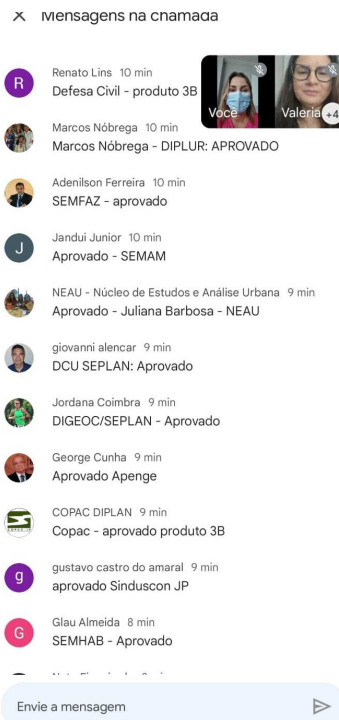 Mensagens na chamada
R
Renato Lins 10 min
Defesa Civil - produto 3B
Você
Valeria
+4
Marcos Nóbrega 10 min
Marcos Nóbrega - DIPLUR: APROVADO
Adenilson Ferreira 10 min
SEMFAZ - aprovado
J
Jandui Junior 10 min
Aprovado - SEMAM
NEAU - Núcleo de Estudos e Análise Urbana 9 min
Aprovado - Juliana Barbosa - NEAU
giovanni alencar 9 min
DCU SEPLAN: Aprovado
Jordana Coimbra 9 min
DIGEOC/SEPLAN - Aprovado
George Cunha 9 min
Aprovado Apenge
COPAC DIPLAN 9 min
Copac - aprovado produto 3B
g
gustavo castro do amaral 9 min
aprovado Sinduscon JP
G
Glau Almeida 8 min
SEMHAB - Aprovado
Envie a mensagem